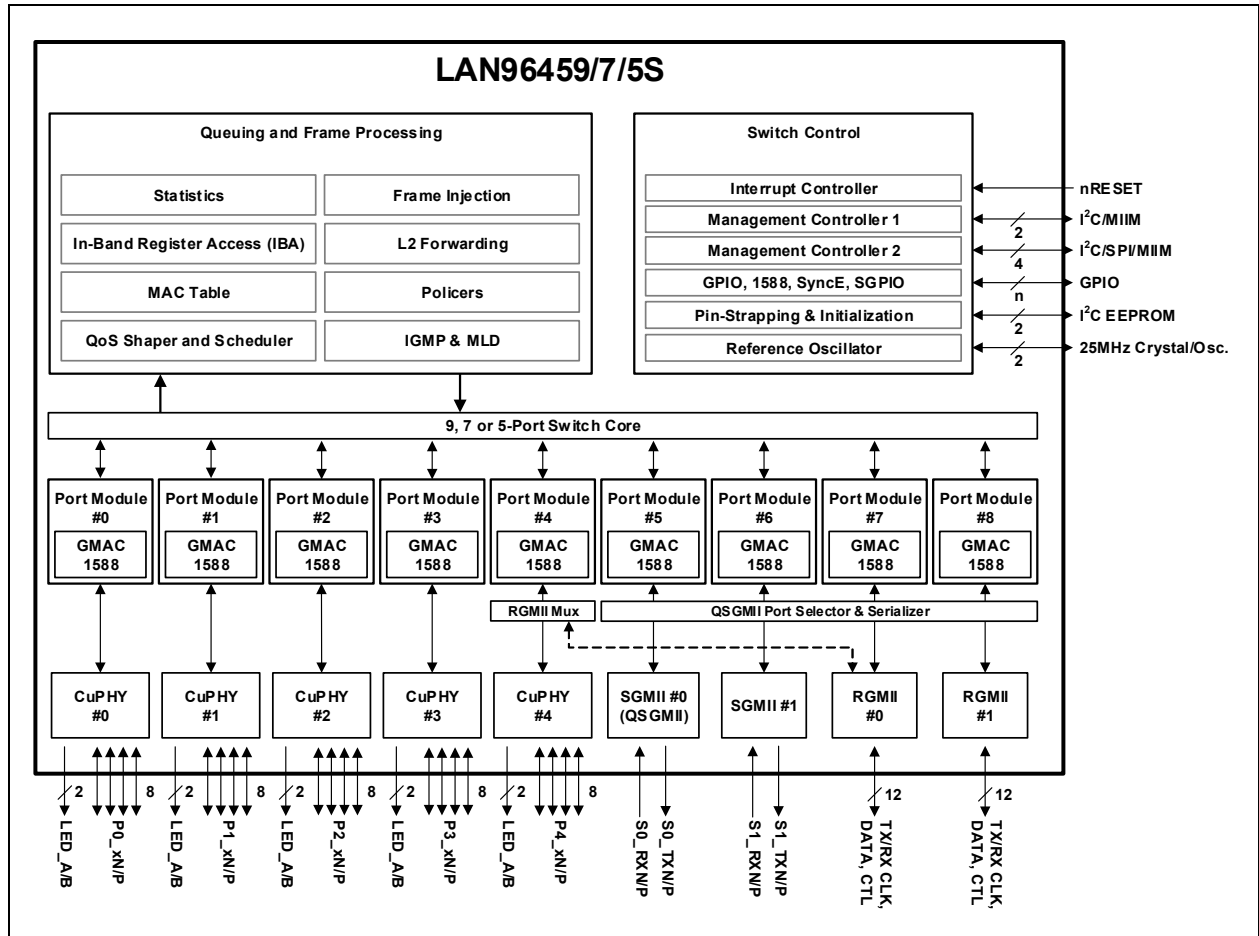 LAN96459/7/5S
Queuing and Frame Processing
Statistics
Frame Injection
In-Band Register Access (IBA)
L2 Forwarding
MAC Table
Policers
QoS Shaper and Scheduler
IGMP & MLD
Switch Control
Interrupt Controller
nRESET
Management Controller 1
2
I²C/MIIM
Management Controller 2
4
I²C/SPI/MIIM
GPIO, 1588, SyncE, SGPIO
n
GPIO
Pin-Strapping & Initialization
2
I²C EEPROM
Reference Oscillator
2
25MHz Crystal/Osc.
9, 7 or 5-Port Switch Core
Port Module
#0
GMAC
1588
Port Module
#1
GMAC
1588
Port Module
#2
GMAC
1588
Port Module
#3
GMAC
1588
Port Module
#4
GMAC
1588
Port Module
#5
GMAC
1588
Port Module
#6
GMAC
1588
Port Module
#7
GMAC
1588
Port Module
#8
GMAC
1588
RGMII Mux
QSGMII Port Selector & Serializer
CuPHY
#0
CuPHY
#1
CuPHY
#2
CuPHY
#3
CuPHY
#4
SGMII #0
(QSGMII)
SGMII #1
RGMII
#0
RGMII
#1
2
8
2
8
2
8
2
8
2
8
12
12
LED_A/B
P0_xN/P
LED_A/B
P1_xN/P
LED_A/B
P2_xN/P
LED_A/B
P3_xN/P
LED_A/B
P4_xN/P
S0_RXN/P
S0_TXN/P
S1_RXN/P
S1_TXN/P
TX/RX CLK,
DATA, CTL
TX/RX CLK,
DATA, CTL